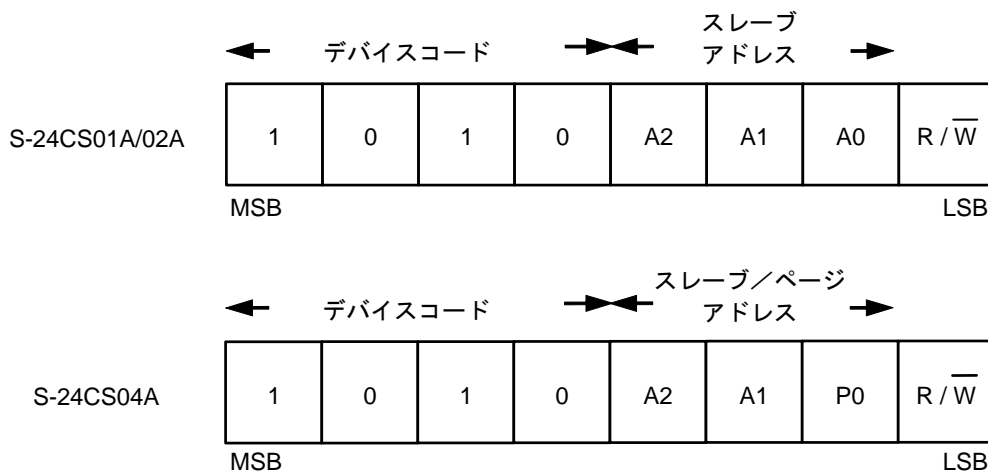 デバイスコード
スレーブ
アドレス
S-24CS01A/02A
1 0 1 0 A2 A1 A0 R / W̅
MSB LSB
デバイスコード
スレーブ／ページ
アドレス
S-24CS04A
1 0 1 0 A2 A1 P0 R / W̅
MSB LSB